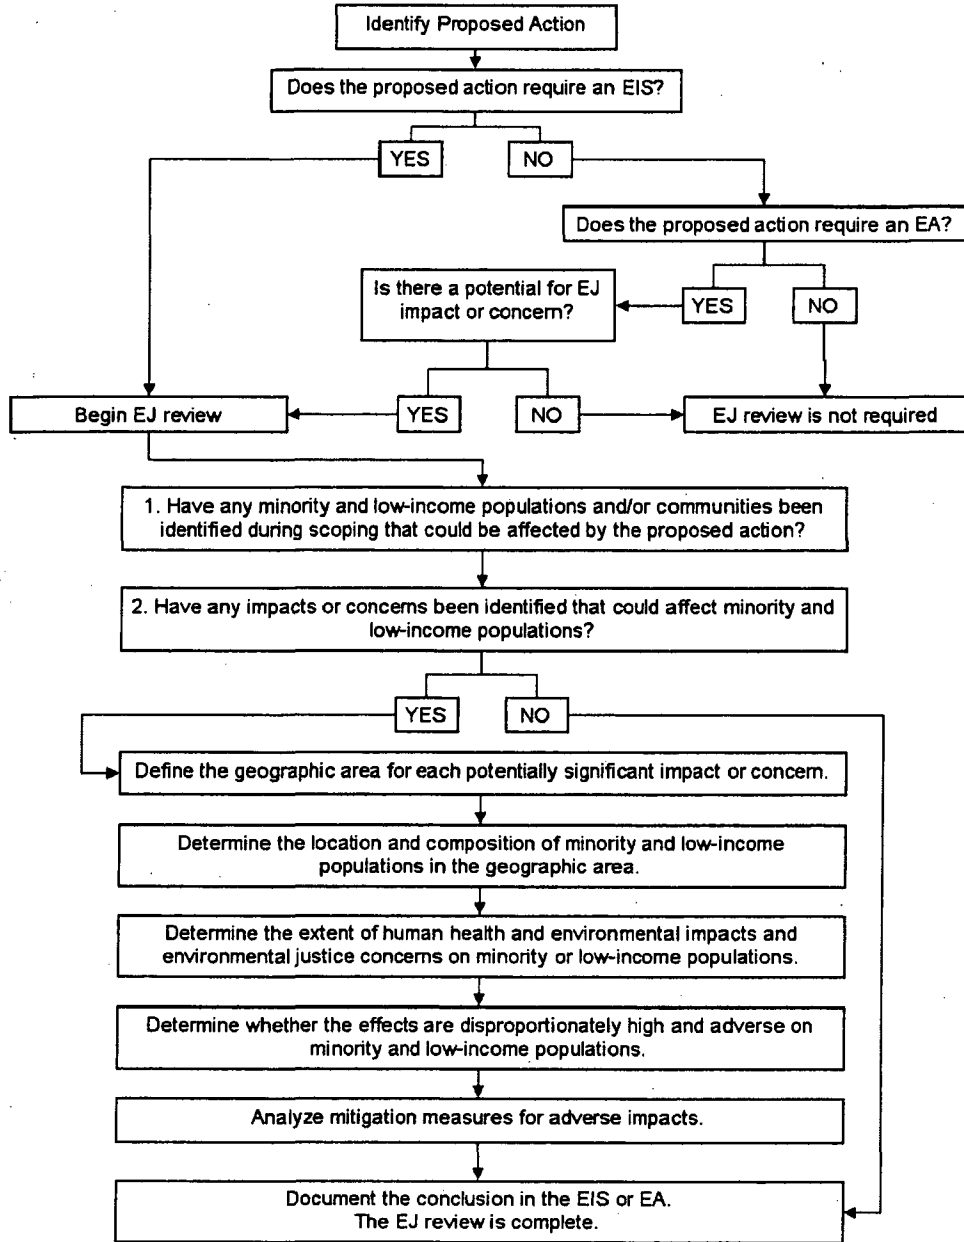 Identify Proposed Action
Does the proposed action require an EIS?
YES
NO
Does the proposed action require an EA?
Is there a potential for EJ
impact or concern?
YES
NO
Begin EJ review
YES
NO
EJ review is not required
1. Have any minority and low-income populations and/or communities been
identified during scoping that could be affected by the proposed action?
2. Have any impacts or concerns been identified that could affect minority and
low-income populations?
YES
NO
Define the geographic area for each potentially significant impact or concern.
Determine the location and composition of minority and low-income
populations in the geographic area.
Determine the extent of human health and environmental impacts and
environmental justice concerns on minority or low-income populations.
Determine whether the effects are disproportionately high and adverse on
minority and low-income populations.
Analyze mitigation measures for adverse impacts.
Document the conclusion in the EIS or EA.
The EJ review is complete.